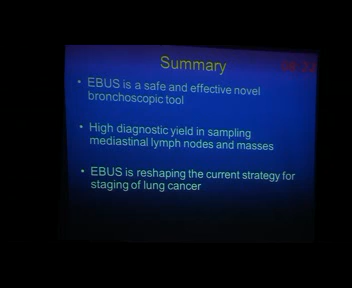 Summary
• EBUS is a safe and effective novel
bronchoscopic tool
• High diagnostic yield in sampling
mediastinal lymph nodes and masses
• EBUS is reshaping the current strategy for
staging of lung cancer